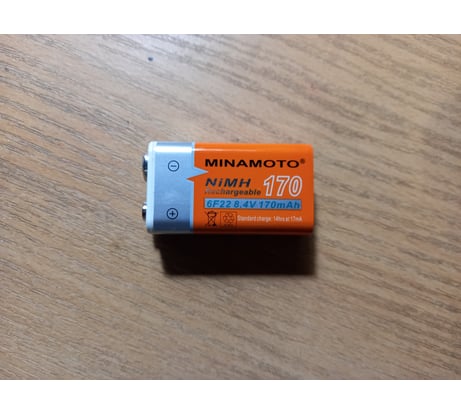 MINAMOTO®
NiMH
Rechargeable
170
6F22 8.4V 170mAh
Standard charge: 14hrs at 17mA